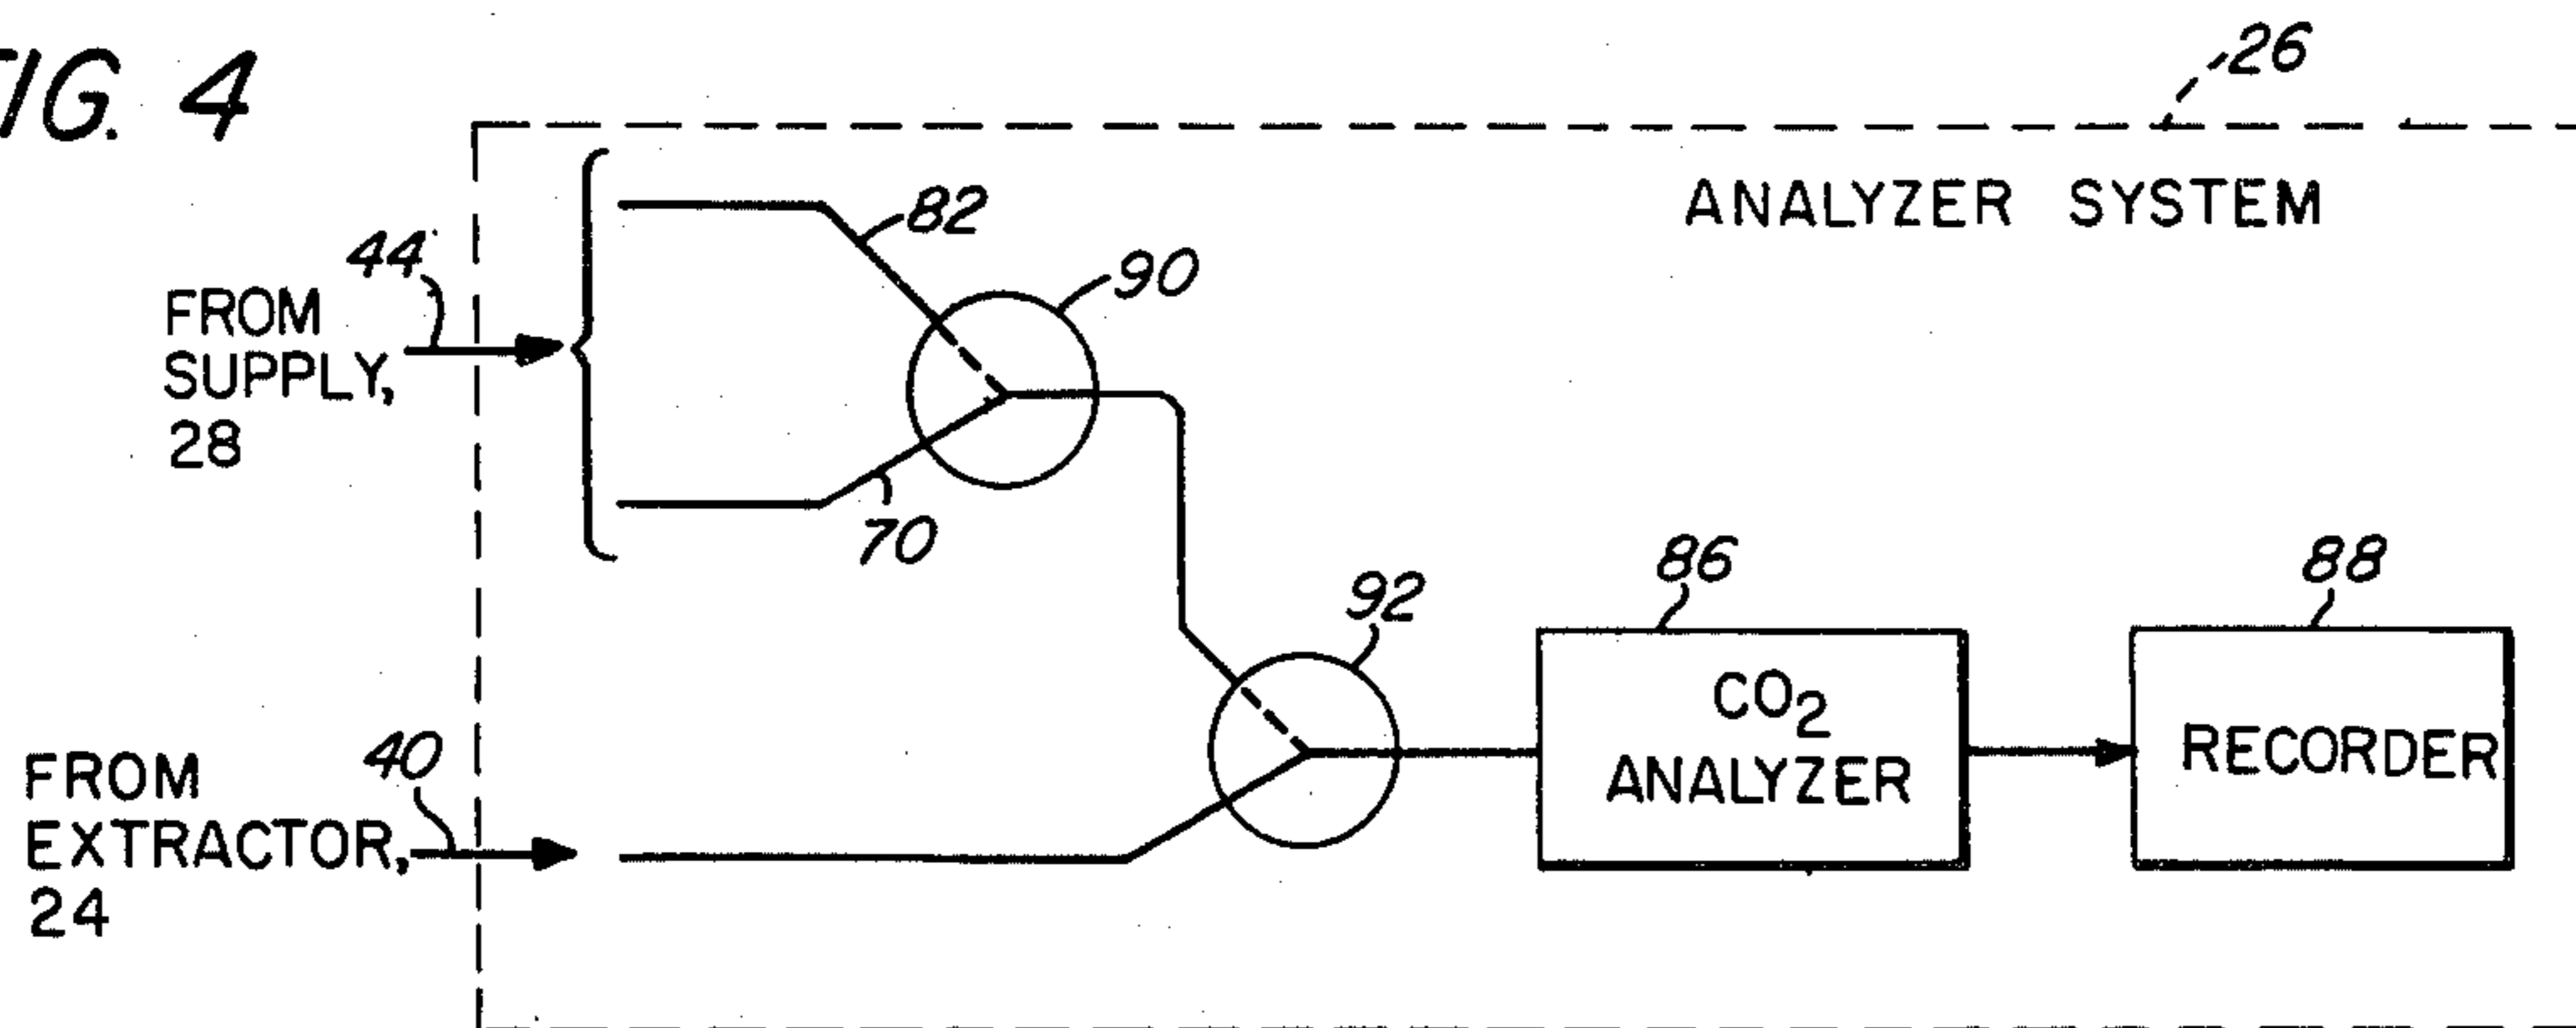 FIG. 4
26
ANALYZER SYSTEM
82
44
90
FROM
SUPPLY,
28
70
92
86
88
CO2
ANALYZER
RECORDER
40
FROM
EXTRACTOR,
24